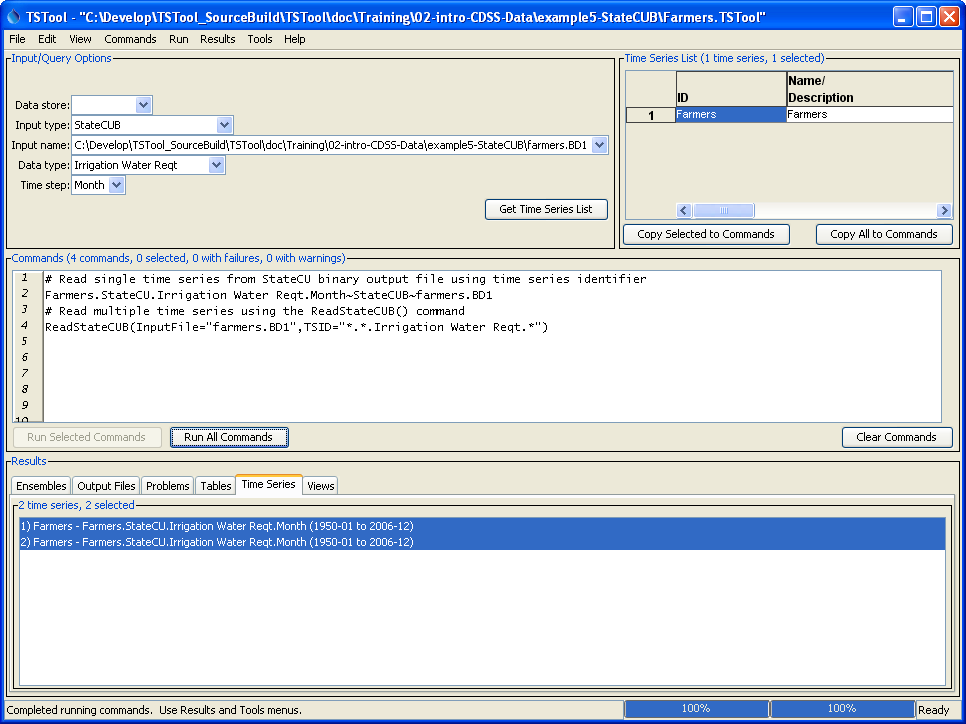 TSTool - "C:\Develop\TSTool_SourceBuild\TSTool\doc\Training\02-intro-CDSS-Data\example5-StateCUB\Farmers.TSTool"
File Edit View Commands Run Results Tools Help
Input/Query Options
Data store:
Input type: StateCUB
Input name: C:\Develop\TSTool_SourceBuild\TSTool\doc\Training\02-intro-CDSS-Data\example5-StateCUB\farmers.BD1
Data type: Irrigation Water Reqt
Time step: Month
Get Time Series List
Time Series List (1 time series, 1 selected)
Name/
ID Description
1 Farmers Farmers
Copy Selected to Commands Copy All to Commands
Commands (4 commands, 0 selected, 0 with failures, 0 with warnings)
1 # Read single time series from StateCU binary output file using time series identifier
2 Farmers.StateCU.Irrigation Water Reqt.Month~StateCUB~farmers.BD1
3 # Read multiple time series using the ReadStateCUB() command
4 ReadStateCUB(InputFile="farmers.BD1",TSID="*.*.Irrigation Water Reqt.*")
5
6
7
8
9
10
Run Selected Commands Run All Commands Clear Commands
Results
Ensembles Output Files Problems Tables Time Series Views
2 time series, 2 selected
1) Farmers - Farmers.StateCU.Irrigation Water Reqt.Month (1950-01 to 2006-12)
2) Farmers - Farmers.StateCU.Irrigation Water Reqt.Month (1950-01 to 2006-12)
Completed running commands. Use Results and Tools menus. 100% 100% Ready